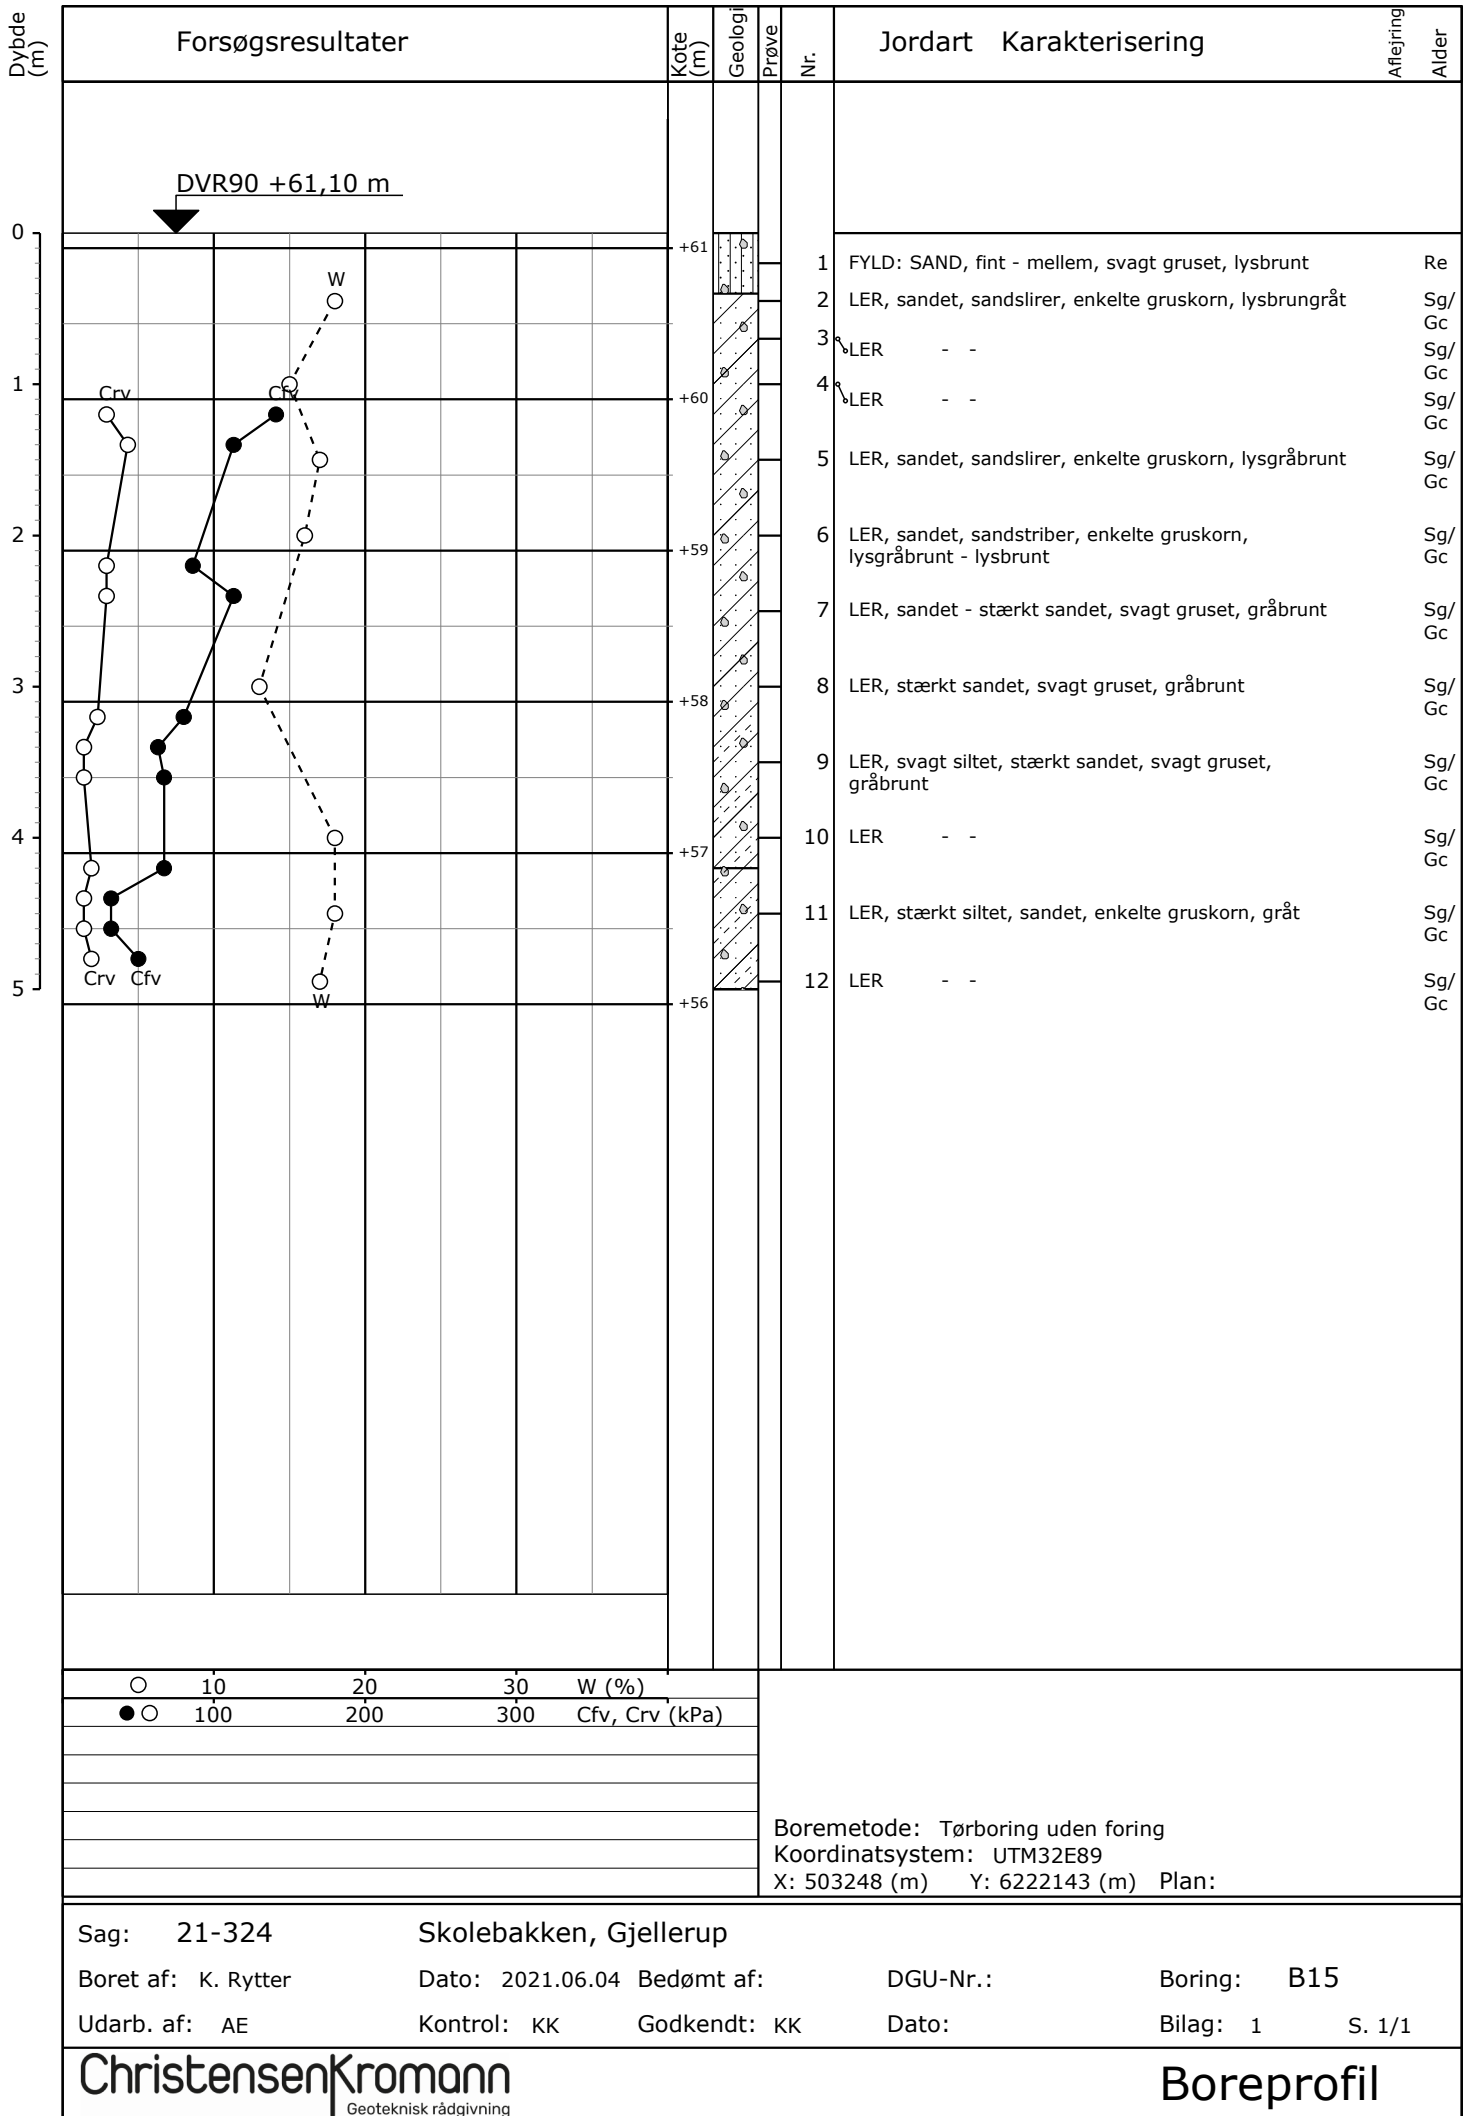 Dybde (m)
Forsøgsresultater
Kote (m)
Geologi
Prøve
Nr.
Jordart Karakterisering
Aflejring
Alder
DVR90 +61,10 m
0
+61
1 FYLD: SAND, fint - mellem, svagt gruset, lysbrunt Re
W
2 LER, sandet, sandslirer, enkelte gruskorn, lysbrungråt Sg/
Gc
3 LER - - Sg/
Gc
1
Crv Cfv
+60
4 LER - - Sg/
Gc
5 LER, sandet, sandslirer, enkelte gruskorn, lysgråbrunt Sg/
Gc
2
+59
6 LER, sandet, sandstriber, enkelte gruskorn, Sg/
lysgråbrunt - lysbrunt Gc
7 LER, sandet - stærkt sandet, svagt gruset, gråbrunt Sg/
Gc
3
+58
8 LER, stærkt sandet, svagt gruset, gråbrunt Sg/
Gc
9 LER, svagt siltet, stærkt sandet, svagt gruset, Sg/
gråbrunt Gc
4
+57
10 LER - - Sg/
Gc
11 LER, stærkt siltet, sandet, enkelte gruskorn, gråt Sg/
Gc
Crv Cfv
5
W
+56
12 LER - - Sg/
Gc
10 20 30 W (%)
100 200 300 Cfv, Crv (kPa)
Boremetode: Tørboring uden foring
Koordinatsystem: UTM32E89
X: 503248 (m) Y: 6222143 (m) Plan:
Sag: 21-324 Skolebakken, Gjellerup
Boret af: K. Rytter Dato: 2021.06.04 Bedømt af: DGU-Nr.: Boring: B15
Udarb. af: AE Kontrol: KK Godkendt: KK Dato: Bilag: 1 S. 1/1
ChristensenKromann
Geoteknisk rådgivning
Boreprofil